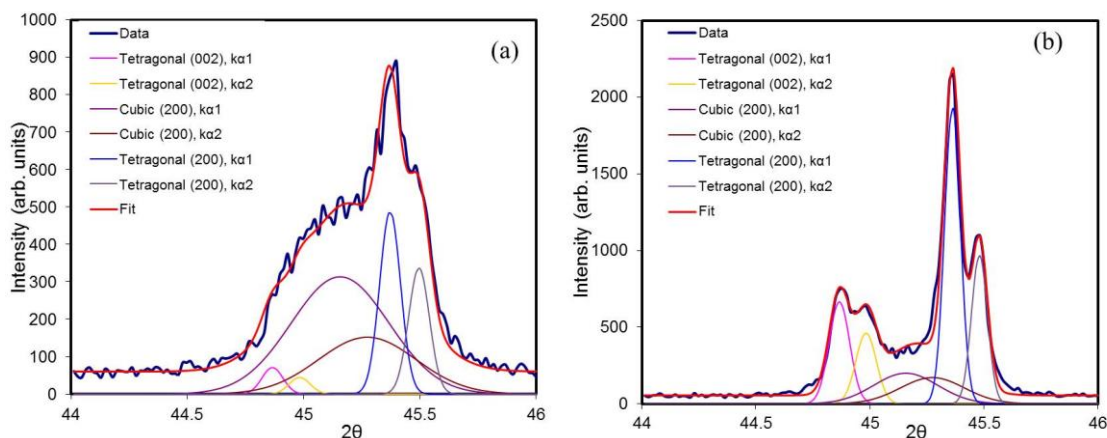 1000
900
800
700
600
500
400
300
200
100
0
Intensity (arb. units)
44
44.5
45
45.5
46
2θ
(a)
Data
Tetragonal (002), kα1
Tetragonal (002), kα2
Cubic (200), kα1
Cubic (200), kα2
Tetragonal (200), kα1
Tetragonal (200), kα2
Fit
2500
2000
1500
1000
500
0
Intensity (arb. units)
44
44.5
45
45.5
46
2θ
(b)
Data
Tetragonal (002), kα1
Tetragonal (002), kα2
Cubic (200), kα1
Cubic (200), kα2
Tetragonal (200), kα1
Tetragonal (200), kα2
Fit